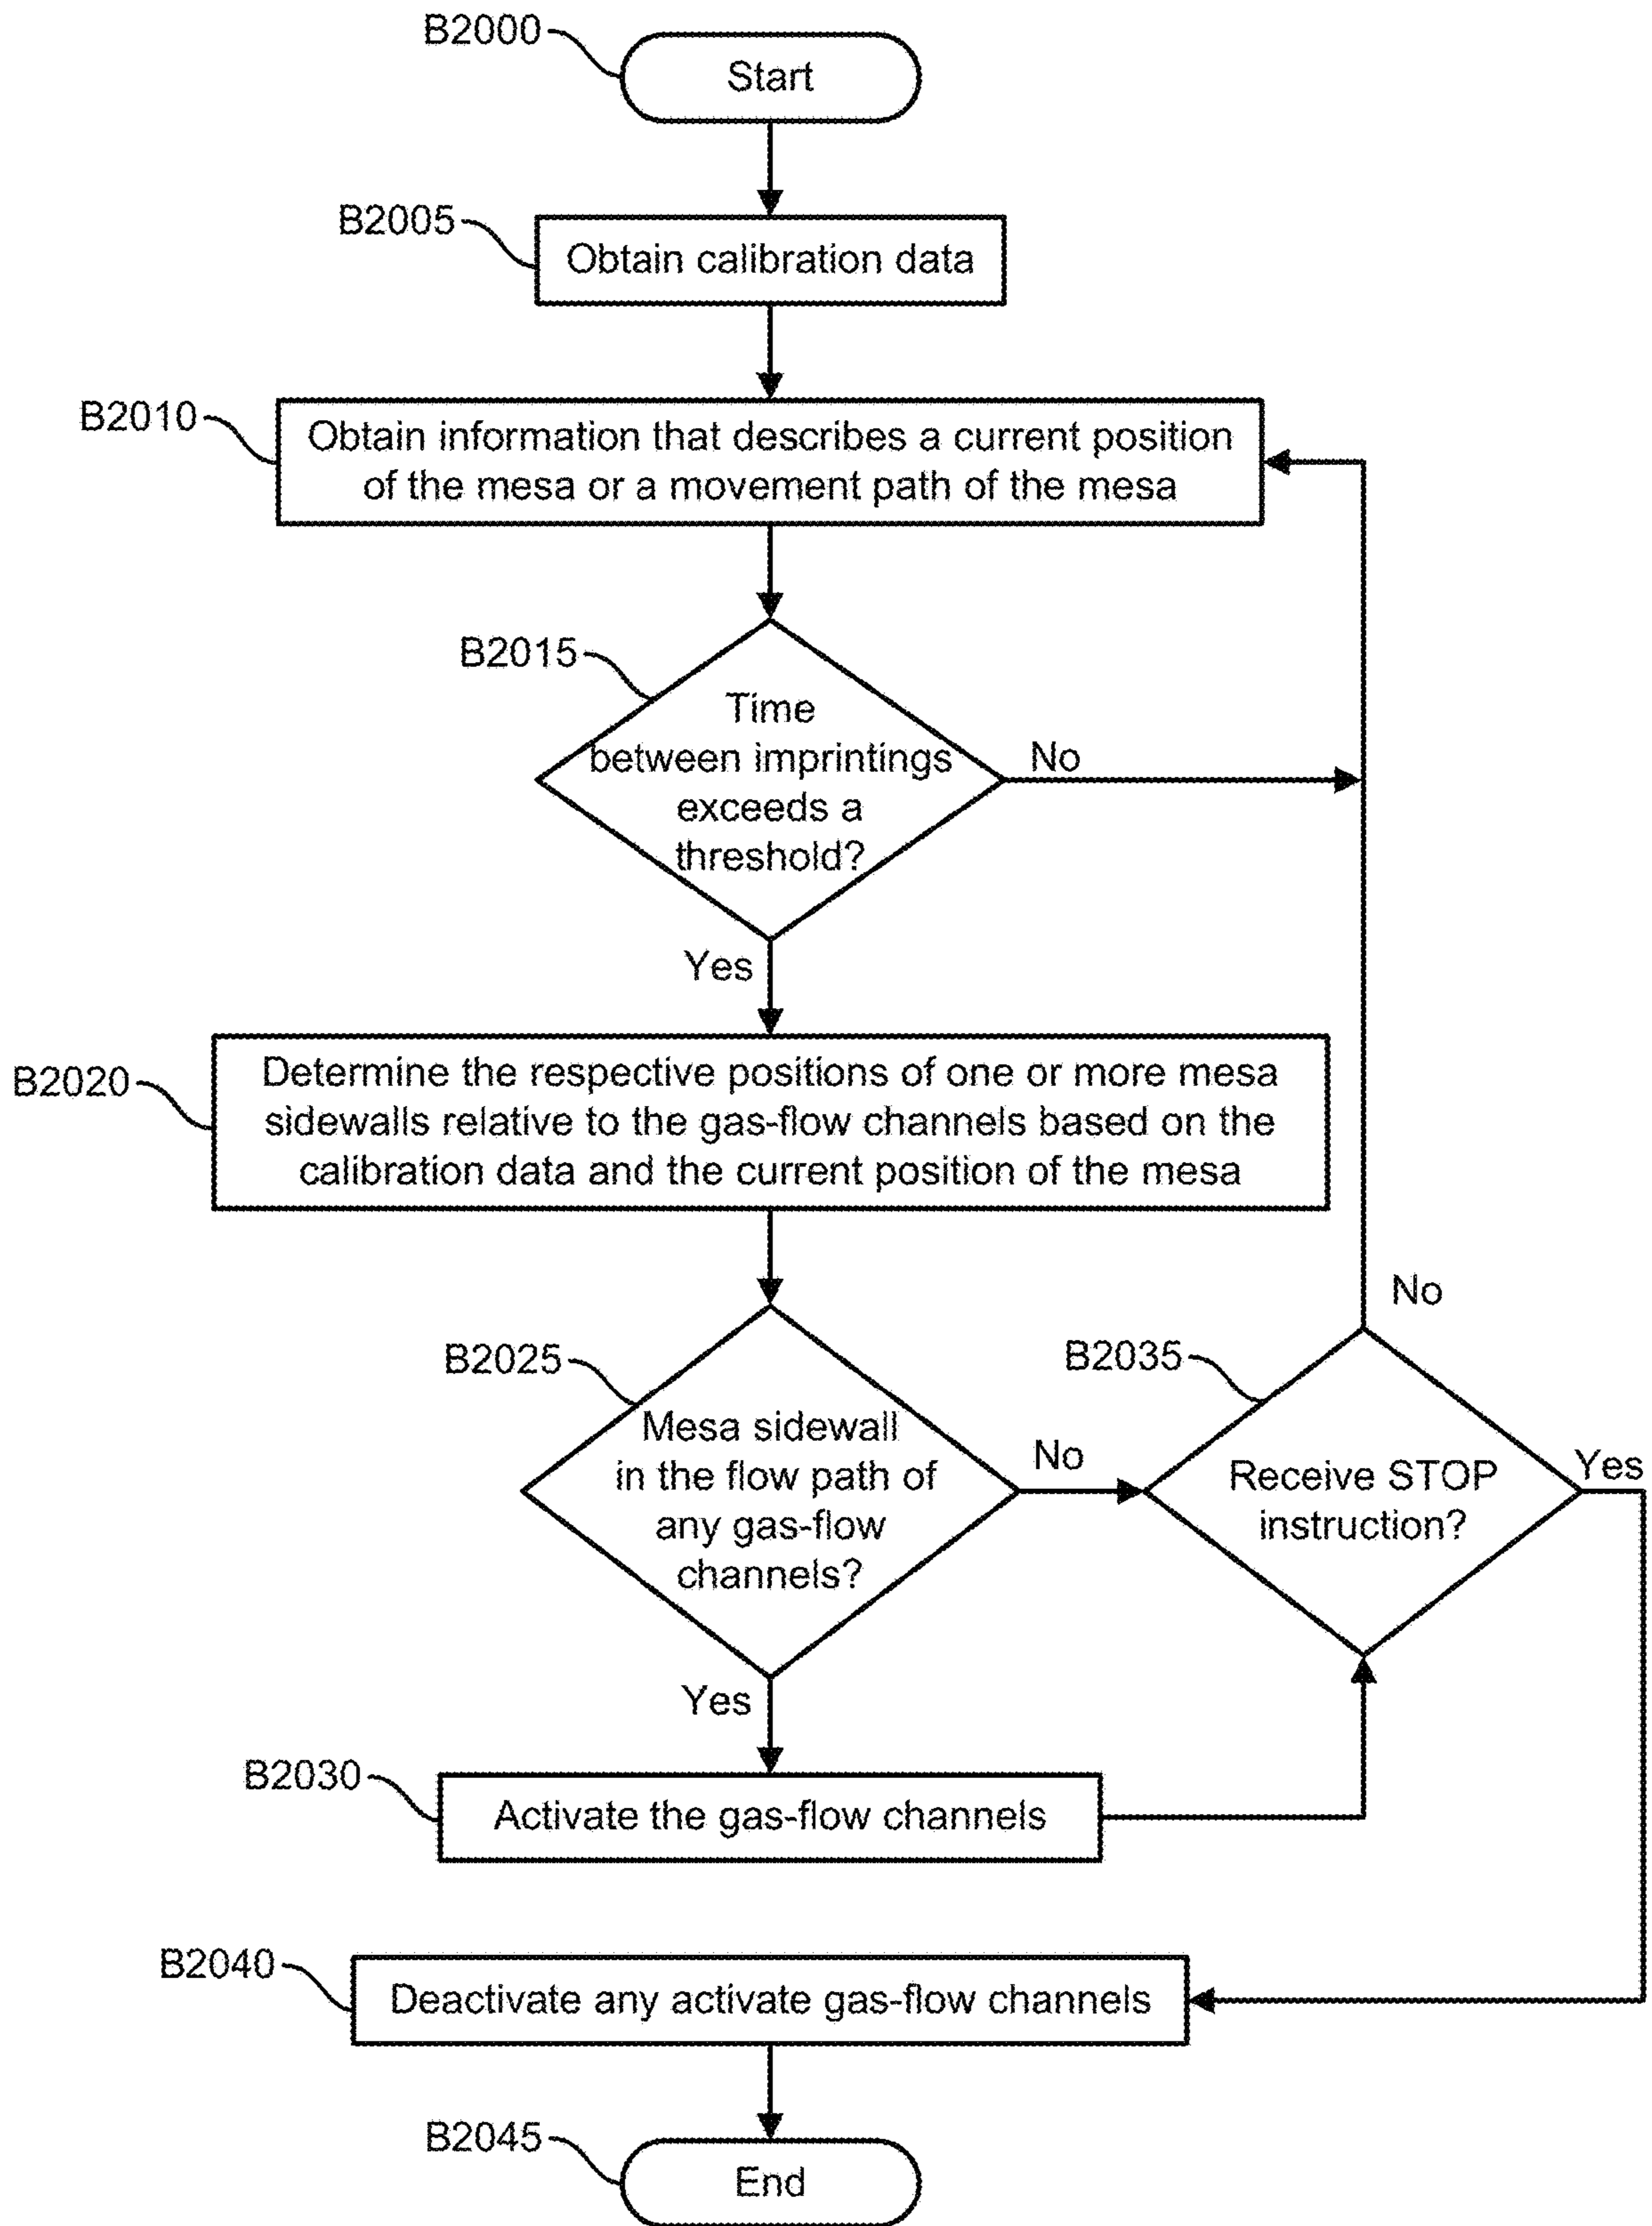 B2000
Start
B2005
Obtain calibration data
B2010
Obtain information that describes a current position
of the mesa or a movement path of the mesa
B2015
Time
between imprintings
exceeds a
threshold?
No
Yes
B2020
Determine the respective positions of one or more mesa
sidewalls relative to the gas-flow channels based on the
calibration data and the current position of the mesa
B2025
Mesa sidewall
in the flow path of
any gas-flow
channels?
No
Yes
B2035
Receive STOP
instruction?
No
Yes
B2030
Activate the gas-flow channels
B2040
Deactivate any activate gas-flow channels
B2045
End